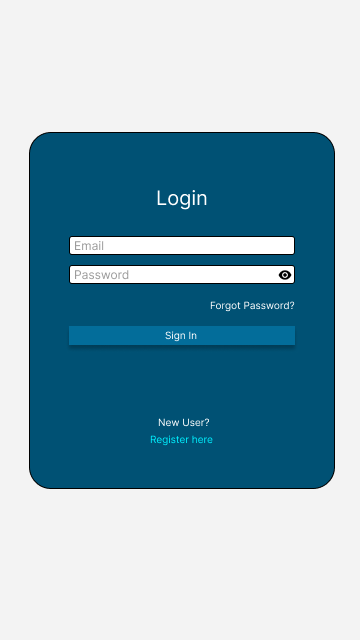 Login
Email
Password
Forgot Password?
Sign In
New User?
Register here